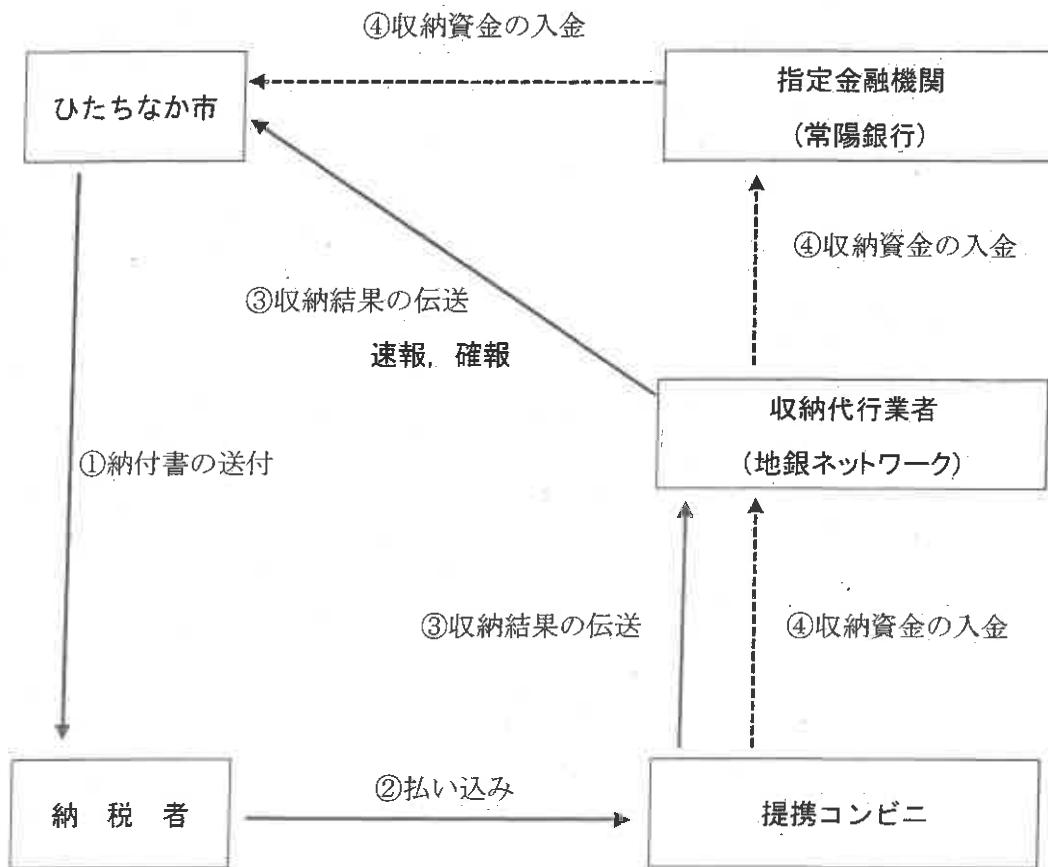 ④収納資金の入金
ひたちなか市
指定金融機関
(常陽銀行)
④収納資金の入金
③収納結果の伝送
速報，確報
収納代行業者
(地銀ネットワーク)
①納付書の送付
③収納結果の伝送
④収納資金の入金
納　税　者
②払い込み
提携コンビニ